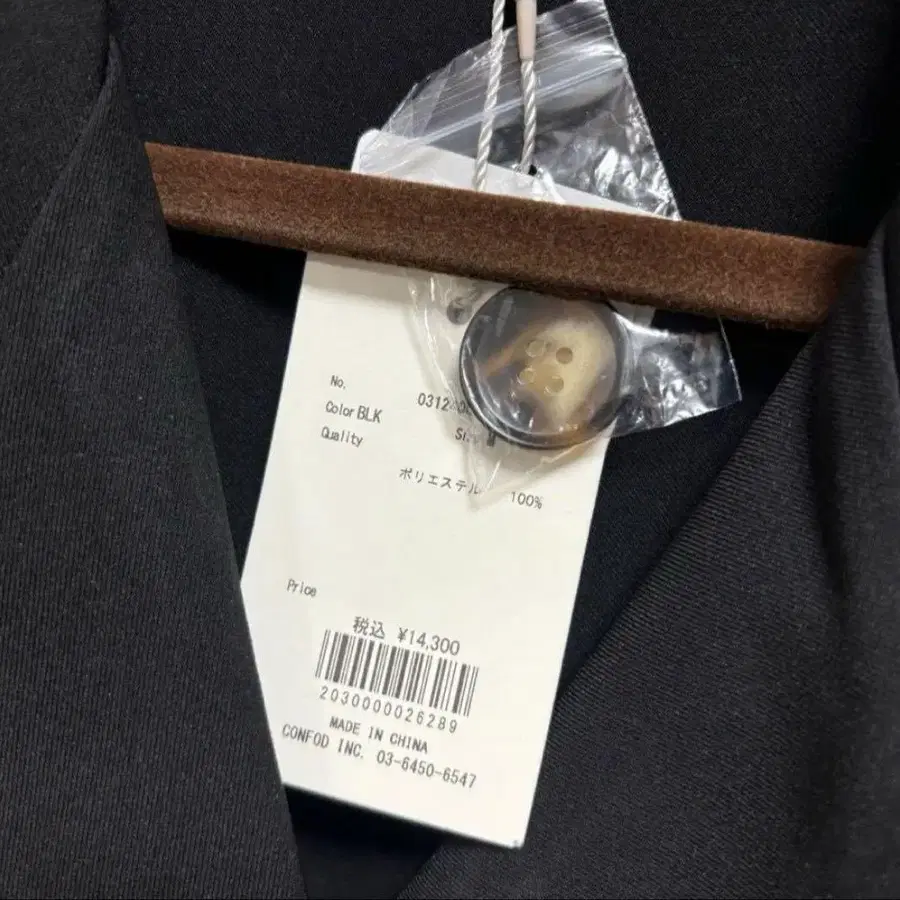 No.
Color BLK
Quality
ポリエステル 100%
Price
税込 ¥14,300
2030000026289
MADE IN CHINA
CONFOD INC. 03-6450-6547